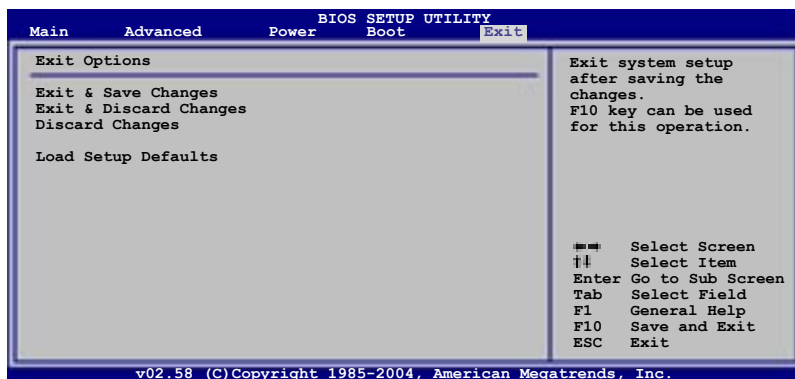 BIOS SETUP UTILITY
Main Advanced Power Boot Exit
Exit Options
Exit & Save Changes
Exit & Discard Changes
Discard Changes
Load Setup Defaults
Exit system setup
after saving the
changes.
F10 key can be used
for this operation.
←→ Select Screen
↑↓ Select Item
Enter Go to Sub Screen
Tab Select Field
F1 General Help
F10 Save and Exit
ESC Exit
v02.58 (C)Copyright 1985-2004, American Megatrends, Inc.